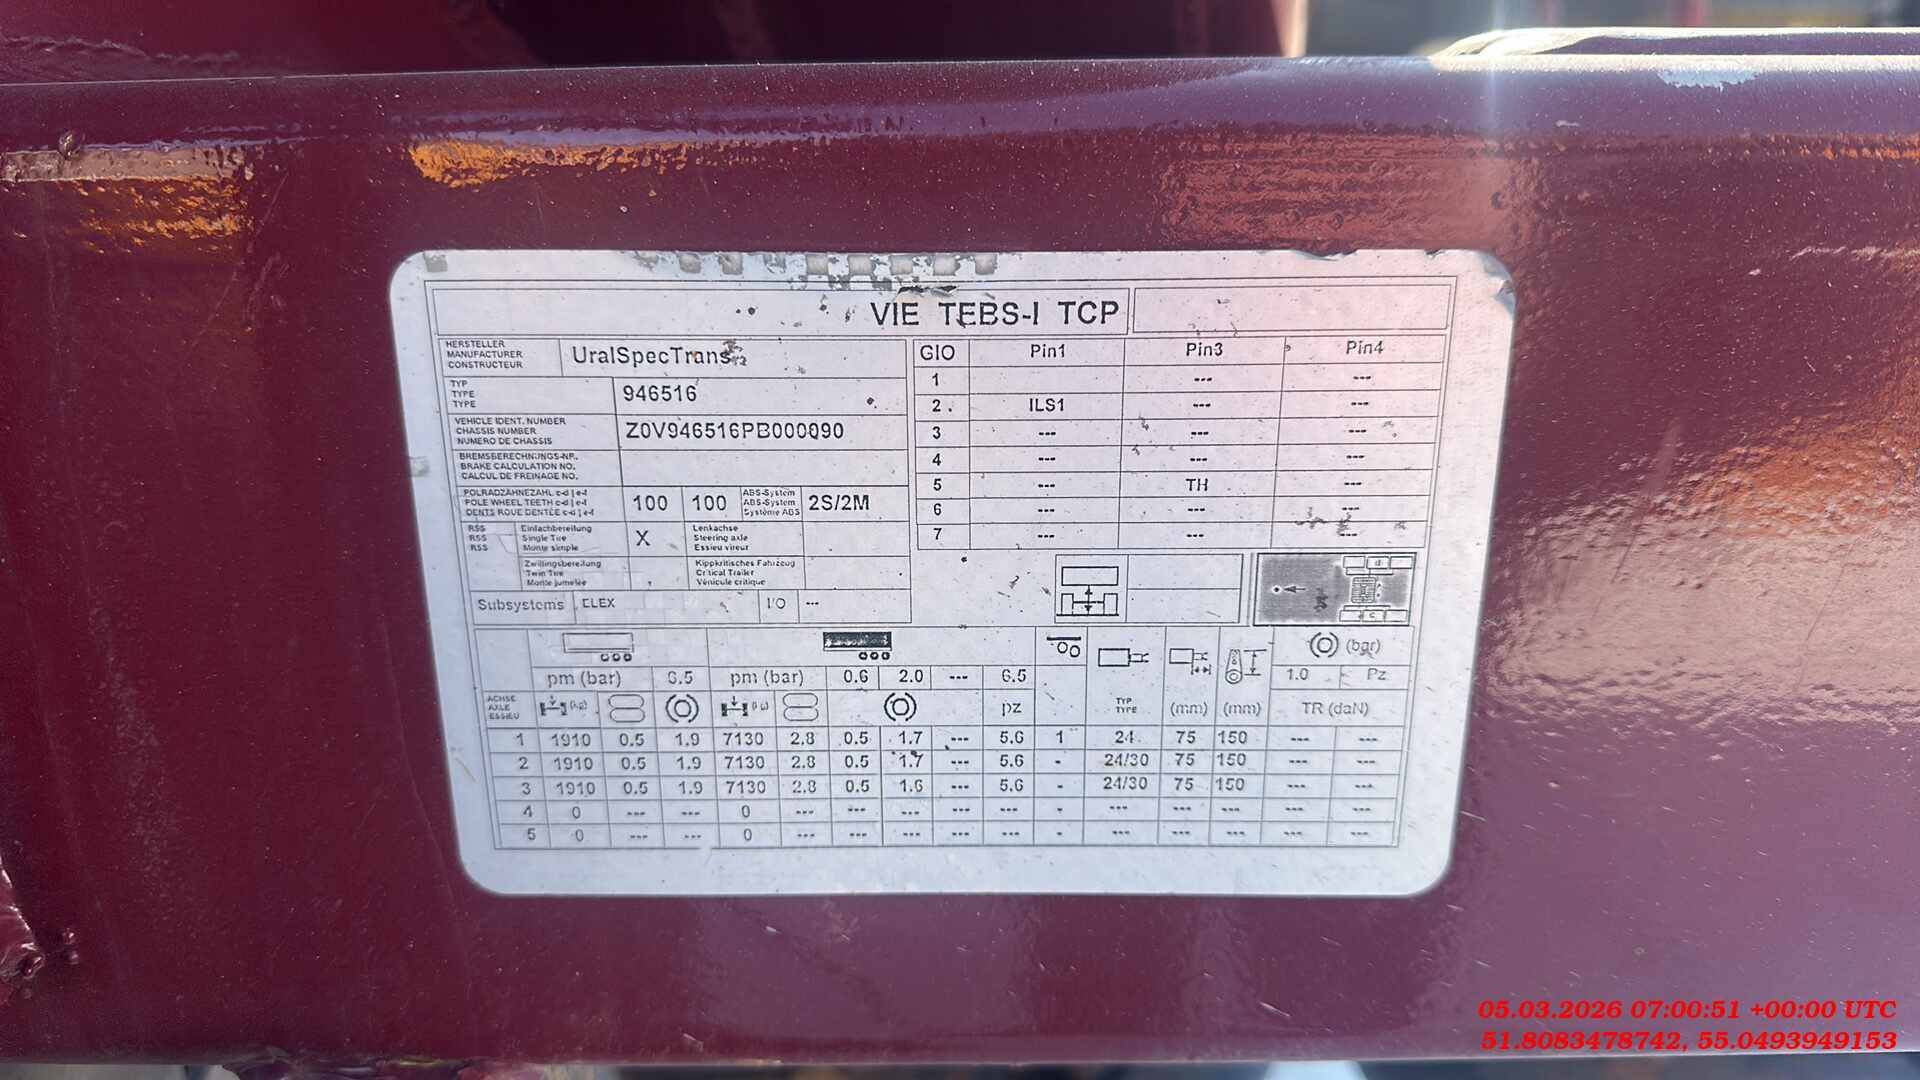 VIE TEBS-I TCP
HERSTELLER
MANUFACTURER
CONSTRUCTEUR
UralSpecTrans
TYP
TYPE
TYPE
946516
VEHICLE IDENT. NUMBER
CHASSIS NUMBER
NUMERO DE CHASSIS
Z0V946516PB000090
BREMSBERECHNUNGS-NR.
BRAKE CALCULATION NO.
CALCUL DE FREINAGE NO.
POLRADZÄHNEZAHL c-d | e-f
POLE WHEEL TEETH c-d | e-f
DENTS ROUE DENTÉE c-d | e-f
100 100
ABS-System
ABS-System
Système ABS
2S/2M
RSS
RSS
RSS
Einfachbereifung
Single Tire
Monte simple
X
Lenkachse
Steering axle
Essieu vireur
Zwillingsbereifung
Twin Tire
Monte jumelée
Kippkritisches Fahrzeug
Critical Trailer
Véhicule critique
Subsystems ELEX I/O ---
GIO Pin1 Pin3 Pin4
1 --- ---
2 ILS1 --- ---
3 --- --- ---
4 --- --- ---
5 --- TH ---
6 --- --- ---
7 --- --- ---
d
c
(bar)
pm (bar) 6.5 pm (bar) 0.6 2.0 --- 6.5 1.0 Pz
ACHSE
AXLE
ESSIEU
(kg) (kg) pz
TYP
TYPE
(mm) (mm) TR (daN)
1 1910 0.5 1.9 7130 2.8 0.5 1.7 --- 5.6 1 24 75 150 --- ---
2 1910 0.5 1.9 7130 2.8 0.5 1.7 --- 5.6 - 24/30 75 150 --- ---
3 1910 0.5 1.9 7130 2.8 0.5 1.6 --- 5.6 - 24/30 75 150 --- ---
4 0 --- --- 0 --- --- --- --- --- - --- --- --- --- ---
5 0 --- --- 0 --- --- --- --- --- - --- --- --- --- ---
05.03.2026 07:00:51 +00:00 UTC
51.8083478742, 55.0493949153